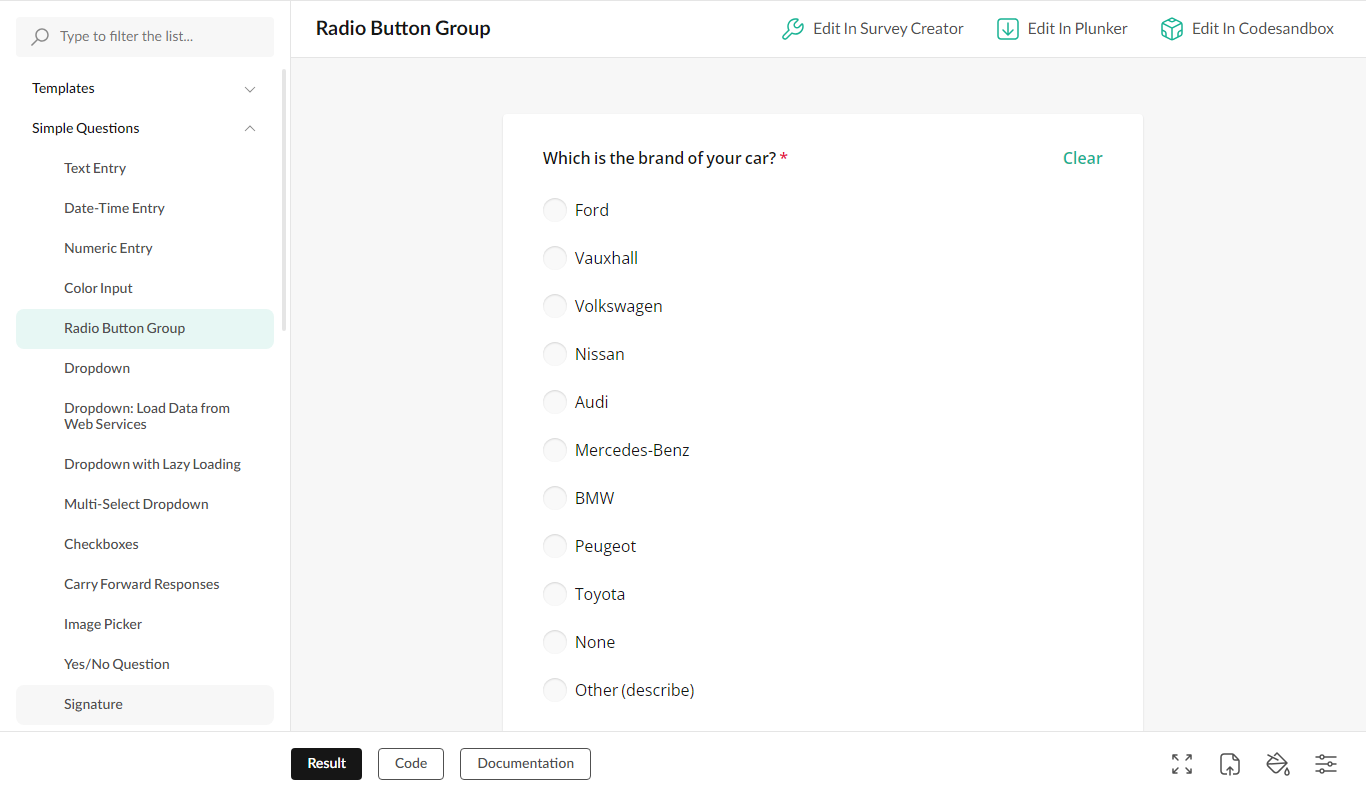 Type to filter the list...
Templates
Simple Questions
Text Entry
Date-Time Entry
Numeric Entry
Color Input
Radio Button Group
Dropdown
Dropdown: Load Data from
Web Services
Dropdown with Lazy Loading
Multi-Select Dropdown
Checkboxes
Carry Forward Responses
Image Picker
Yes/No Question
Signature
Radio Button Group
Edit In Survey Creator
Edit In Plunker
Edit In Codesandbox
Which is the brand of your car? *
Clear
Ford
Vauxhall
Volkswagen
Nissan
Audi
Mercedes-Benz
BMW
Peugeot
Toyota
None
Other (describe)
Result
Code
Documentation